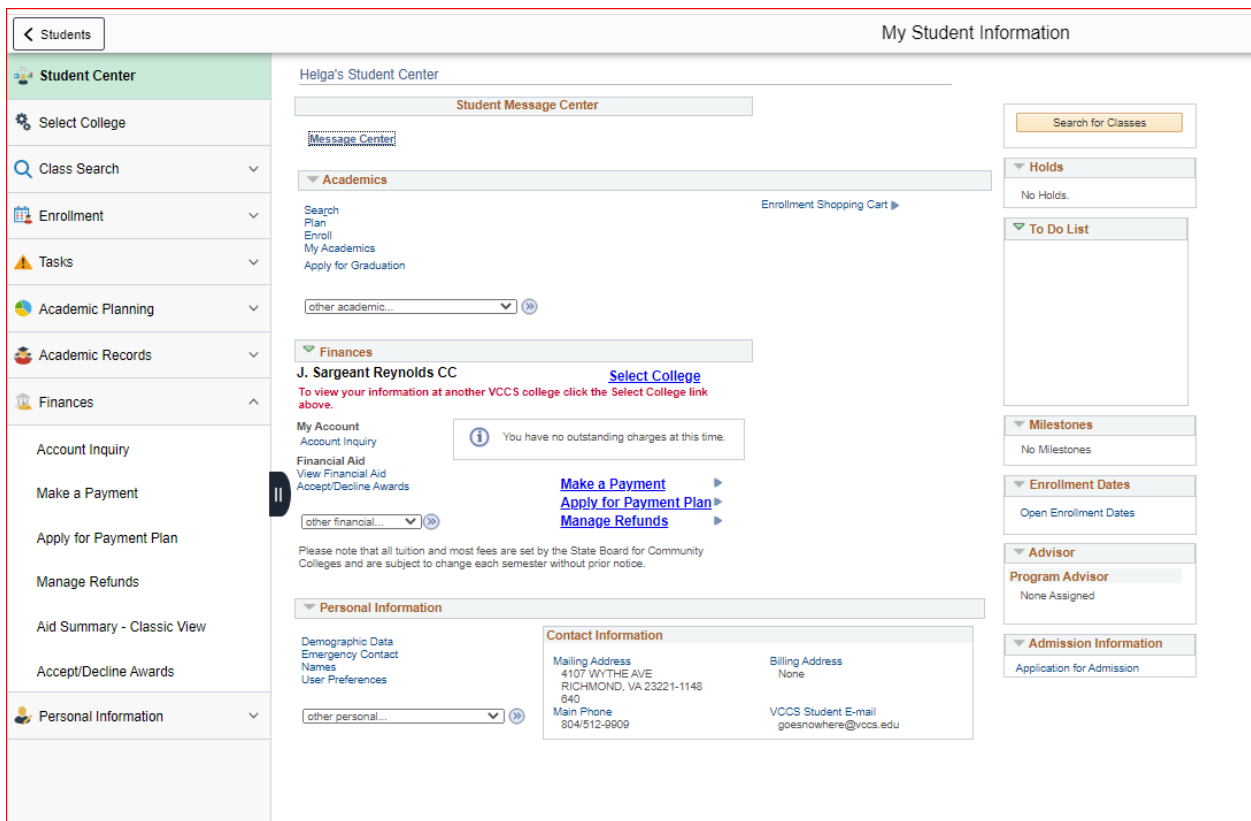 Students
My Student Information
Student Center
Select College
Class Search
Enrollment
Tasks
Academic Planning
Academic Records
Finances
Account Inquiry
Make a Payment
Apply for Payment Plan
Manage Refunds
Aid Summary - Classic View
Accept/Decline Awards
Personal Information
Helga's Student Center
Student Message Center
Message Center
Academics
Search
Plan
Enroll
My Academics
Apply for Graduation
Enrollment Shopping Cart
other academic...
Finances
J. Sargeant Reynolds CC
Select College
To view your information at another VCCS college click the Select College link
above.
My Account
Account Inquiry
Financial Aid
View Financial Aid
Accept/Decline Awards
You have no outstanding charges at this time.
Make a Payment
Apply for Payment Plan
Manage Refunds
other financial...
Please note that all tuition and most fees are set by the State Board for Community
Colleges and are subject to change each semester without prior notice.
Personal Information
Demographic Data
Emergency Contact
Names
User Preferences
other personal...
Contact Information
Mailing Address
4107 WYTHE AVE
RICHMOND, VA 23221-1148
640
Billing Address
None
Main Phone
804/512-9909
VCCS Student E-mail
goesnowhere@vccs.edu
Search for Classes
Holds
No Holds.
To Do List
Milestones
No Milestones
Enrollment Dates
Open Enrollment Dates
Advisor
Program Advisor
None Assigned
Admission Information
Application for Admission